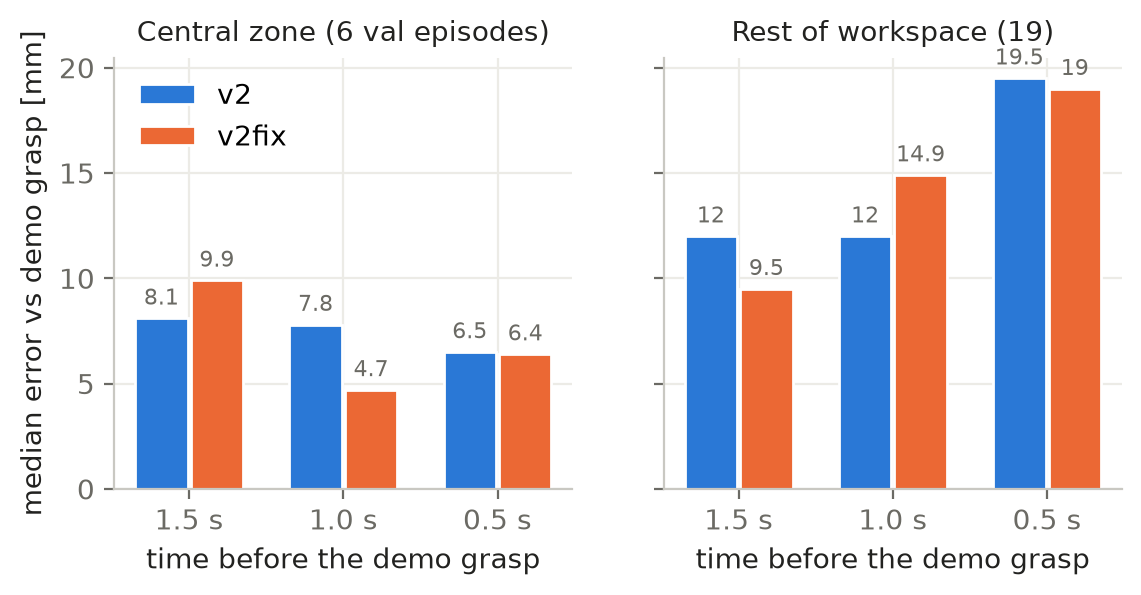 Central zone (6 val episodes)
median error vs demo grasp [mm]
20
15
10
5
0
v2
v2fix
8.1
9.9
7.8
4.7
6.5
6.4
1.5 s
1.0 s
0.5 s
time before the demo grasp
Rest of workspace (19)
12
9.5
12
14.9
19.5
19
1.5 s
1.0 s
0.5 s
time before the demo grasp